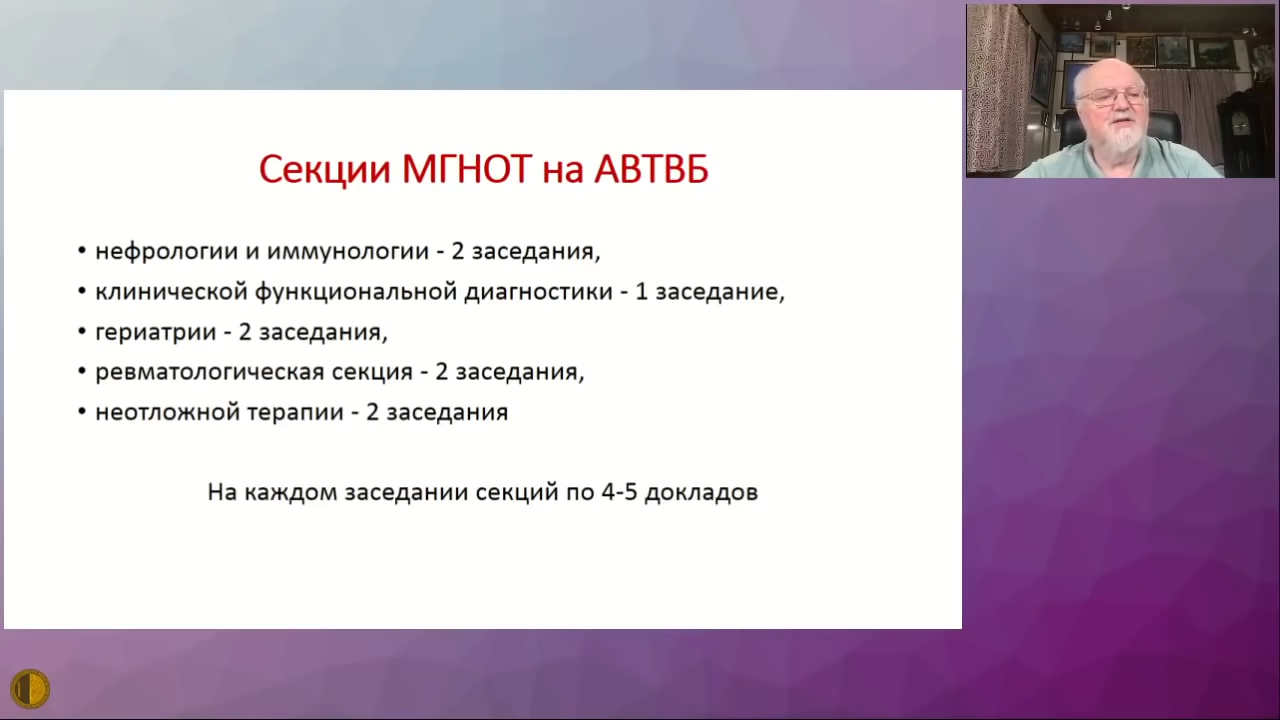 Секции МГНОТ на АВТВБ
• нефрологии и иммунологии - 2 заседания,
• клинической функциональной диагностики - 1 заседание,
• гериатрии - 2 заседания,
• ревматологическая секция - 2 заседания,
• неотложной терапии - 2 заседания
На каждом заседании секций по 4-5 докладов